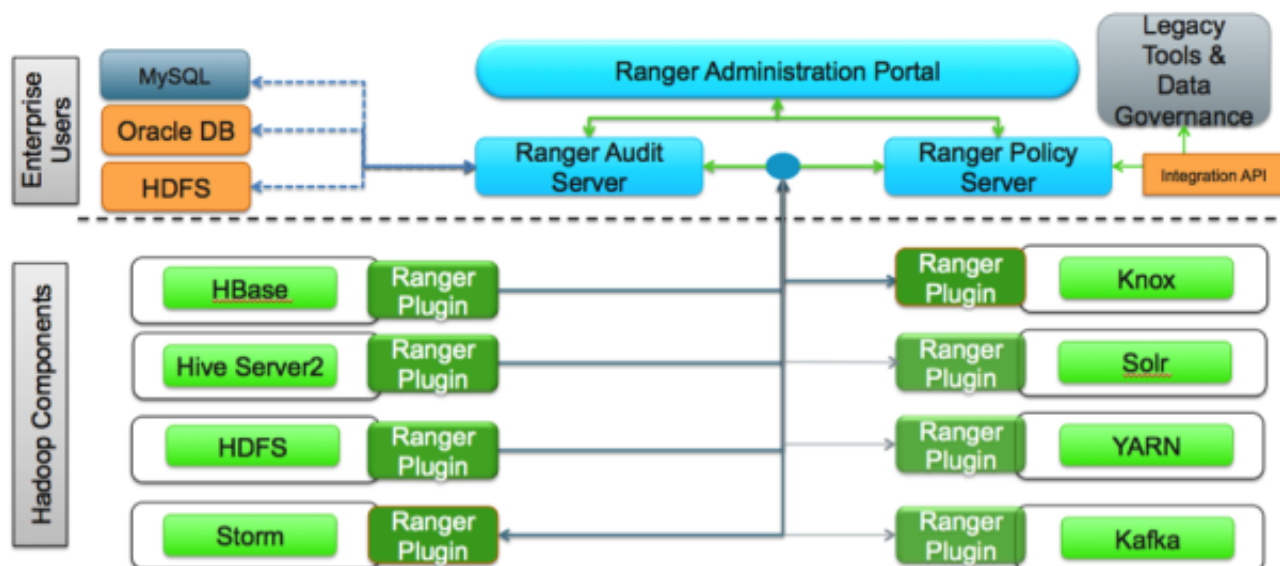 Enterprise
Users
MySQL
Oracle DB
HDFS
Ranger Administration Portal
Ranger Audit
Server
Ranger Policy
Server
Legacy
Tools &
Data
Governance
Integration API
Hadoop Components
HBase
Ranger
Plugin
Hive Server2
Ranger
Plugin
HDFS
Ranger
Plugin
Storm
Ranger
Plugin
Ranger
Plugin
Knox
Ranger
Plugin
Solr
Ranger
Plugin
YARN
Ranger
Plugin
Kafka